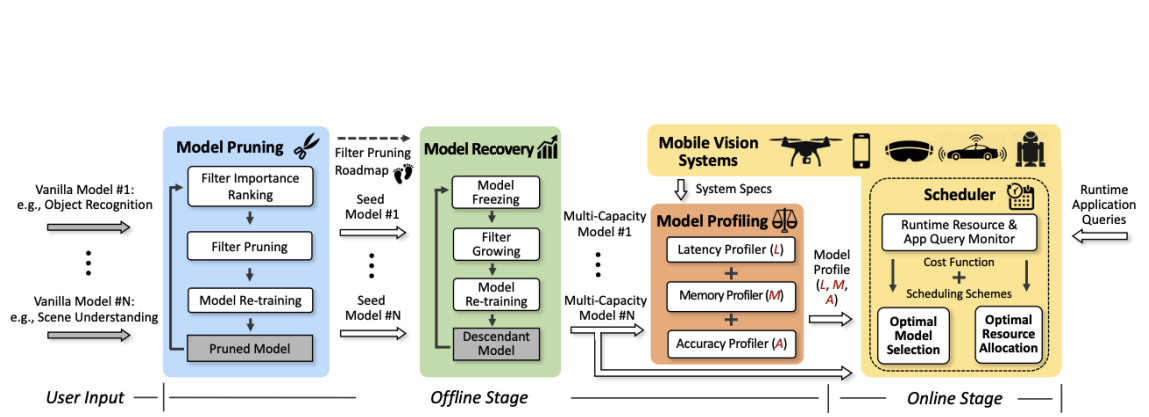 Model Pruning
Filter Importance
Ranking
Filter Pruning
Model Re-training
Pruned Model
Vanilla Model #1:
e.g., Object Recognition
Vanilla Model #N:
e.g., Scene Understanding
Filter Pruning
Roadmap
Seed
Model #1
Seed
Model #N
Model Recovery
Model
Freezing
Filter
Growing
Model
Re-training
Descendant
Model
Multi-Capacity
Model #1
Multi-Capacity
Model #N
Mobile Vision
Systems
System Specs
Model Profiling
Latency Profiler (L)
+
Memory Profiler (M)
+
Accuracy Profiler (A)
Model
Profile
(L, M,
A)
Scheduler
Runtime Resource &
App Query Monitor
Cost Function
+
Scheduling Schemes
Optimal
Model
Selection
Optimal
Resource
Allocation
Runtime
Application
Queries
User Input
Offline Stage
Online Stage